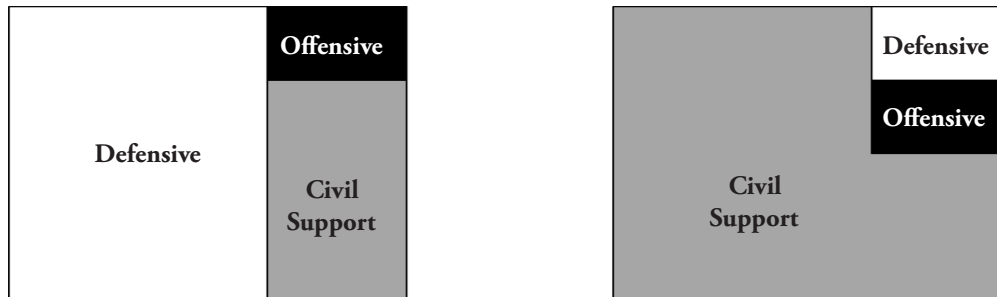 Offensive
Defensive
Civil
Support
Defensive
Offensive
Civil
Support